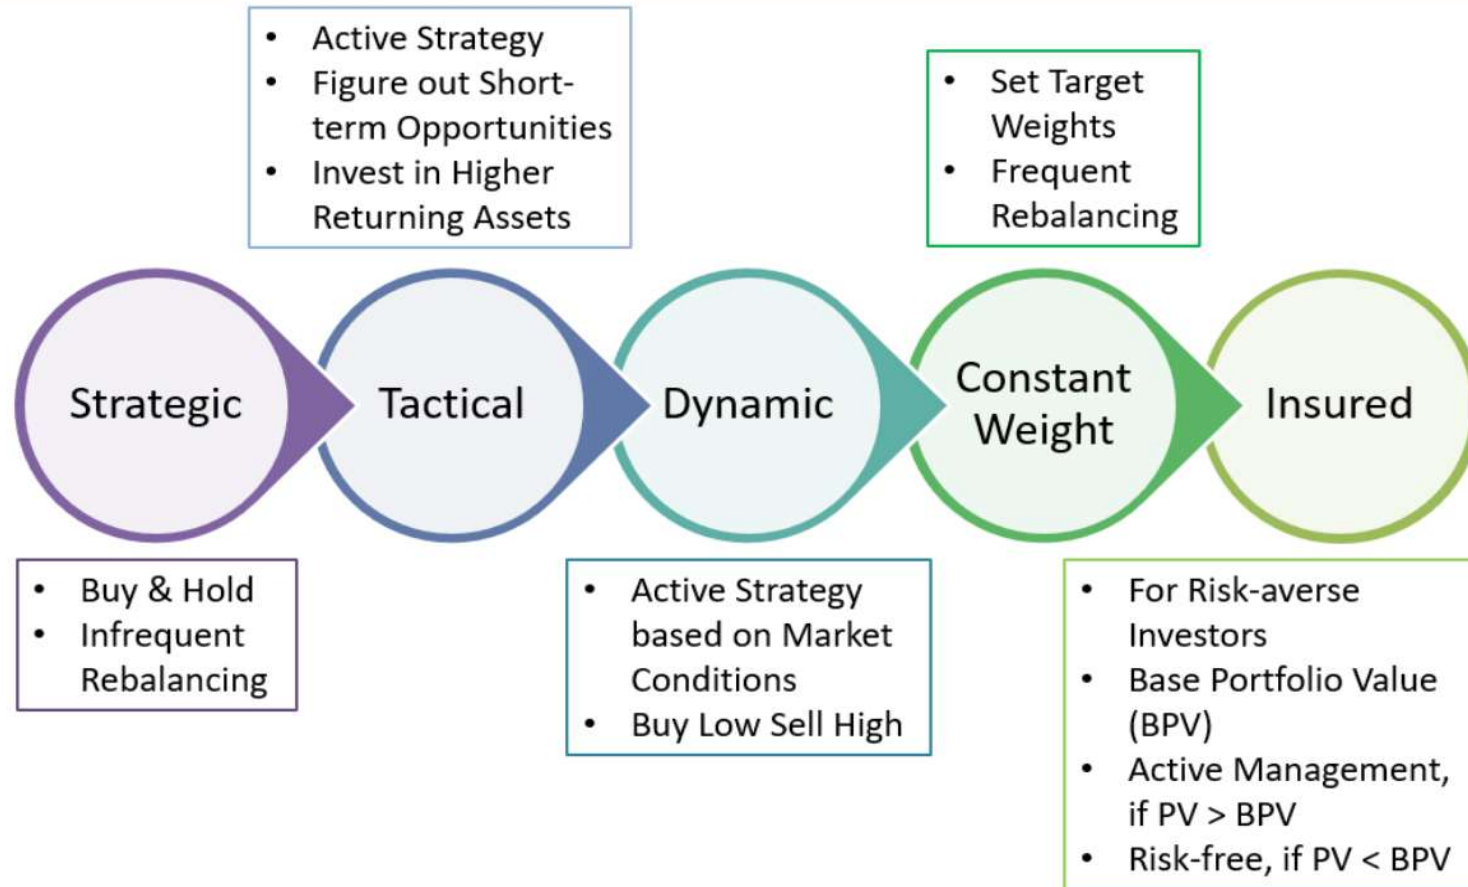 • Active Strategy
• Figure out Short-
term Opportunities
• Invest in Higher
Returning Assets
• Set Target
Weights
• Frequent
Rebalancing
Strategic
Tactical
Dynamic
Constant
Weight
Insured
• Buy & Hold
• Infrequent
Rebalancing
• Active Strategy
based on Market
Conditions
• Buy Low Sell High
• For Risk-averse
Investors
• Base Portfolio Value
(BPV)
• Active Management,
if PV > BPV
• Risk-free, if PV < BPV